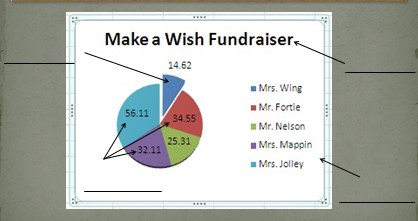 Make a Wish Fundraiser
14.62
56.11
34.55
32.11
25.31
Mrs. Wing
Mr. Fortie
Mr. Nelson
Mrs. Mappin
Mrs. Jolley